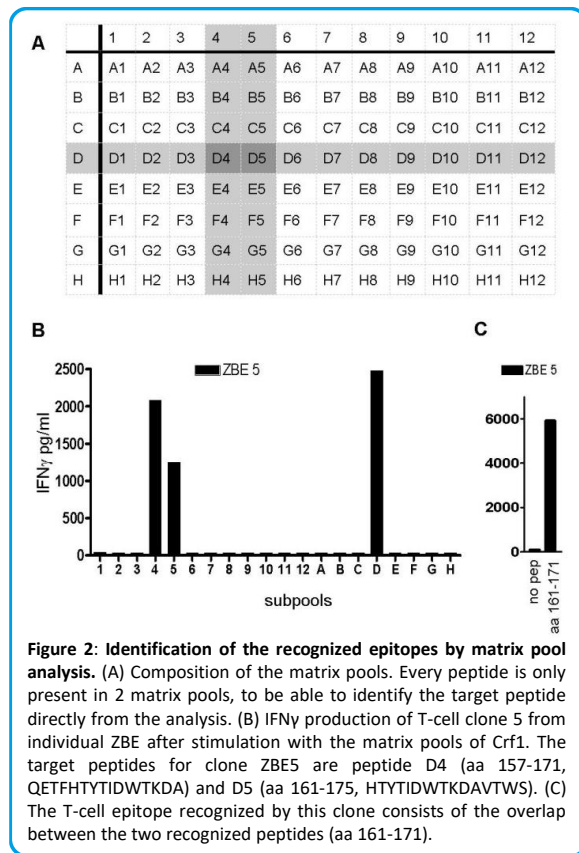 A
1 2 3 4 5 6 7 8 9 10 11 12
A A1 A2 A3 A4 A5 A6 A7 A8 A9 A10 A11 A12
B B1 B2 B3 B4 B5 B6 B7 B8 B9 B10 B11 B12
C C1 C2 C3 C4 C5 C6 C7 C8 C9 C10 C11 C12
D D1 D2 D3 D4 D5 D6 D7 D8 D9 D10 D11 D12
E E1 E2 E3 E4 E5 E6 E7 E8 E9 E10 E11 E12
F F1 F2 F3 F4 F5 F6 F7 F8 F9 F10 F11 F12
G G1 G2 G3 G4 G5 G6 G7 G8 G9 G10 G11 G12
H H1 H2 H3 H4 H5 H6 H7 H8 H9 H10 H11 H12
B
ZBE 5
IFNγ pg/ml
2500
2000
1500
1000
500
0
1 2 3 4 5 6 7 8 9 10 11 12 A B C D E F G H
subpools
C
ZBE 5
6000
4000
2000
0
no pep
aa 161-171
Figure 2: Identification of the recognized epitopes by matrix pool
analysis. (A) Composition of the matrix pools. Every peptide is only
present in 2 matrix pools, to be able to identify the target peptide
directly from the analysis. (B) IFNγ production of T-cell clone 5 from
individual ZBE after stimulation with the matrix pools of Crf1. The
target peptides for clone ZBE5 are peptide D4 (aa 157-171,
QETFHTYTIDWTKDA) and D5 (aa 161-175, HTYTIDWTKDAVTWS). (C)
The T-cell epitope recognized by this clone consists of the overlap
between the two recognized peptides (aa 161-171).